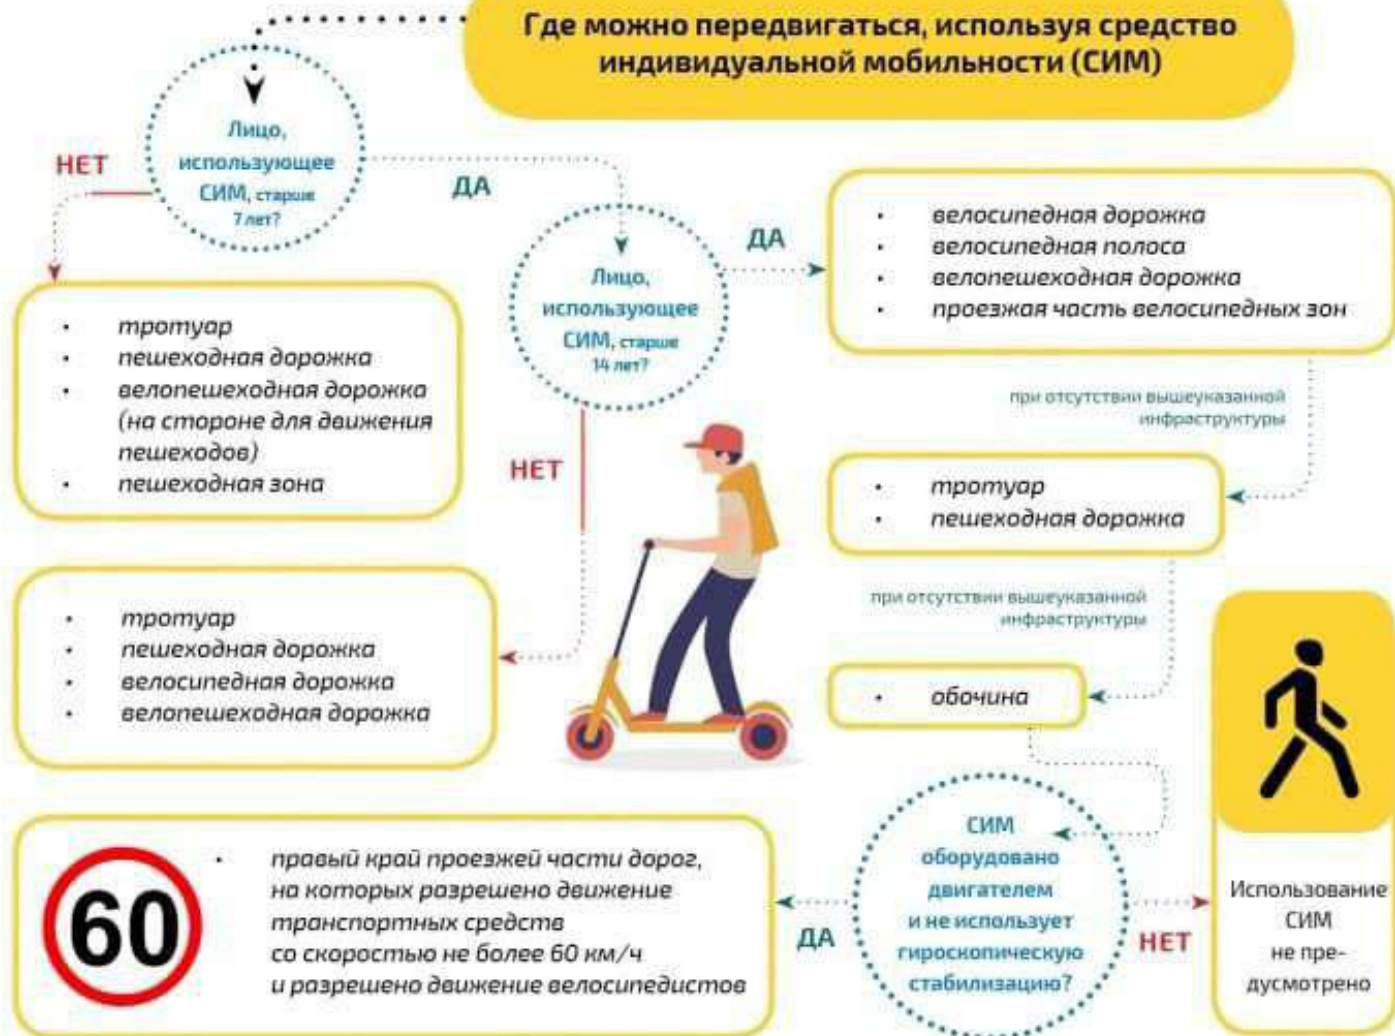 Где можно передвигаться, используя средство
индивидуальной мобильности (СИМ)
Лицо,
использующее
СИМ, старше
7 лет?
НЕТ
ДА
тротуар
пешеходная дорожка
велопешеходная дорожка
(на стороне для движения
пешеходов)
пешеходная зона
Лицо,
использующее
СИМ, старше
14 лет?
ДА
НЕТ
велосипедная дорожка
велосипедная полоса
велопешеходная дорожка
проезжая часть велосипедных зон
при отсутствии вышеуказанной
инфраструктуры
тротуар
пешеходная дорожка
при отсутствии вышеуказанной
инфраструктуры
обочина
тротуар
пешеходная дорожка
велосипедная дорожка
велопешеходная дорожка
СИМ
оборудовано
двигателем
и не использует
гироскопическую
стабилизацию?
ДА
НЕТ
60
правый край проезжей части дорог,
на которых разрешено движение
транспортных средств
со скоростью не более 60 км/ч
и разрешено движение велосипедистов
Использование
СИМ
не пре-
дусмотрено